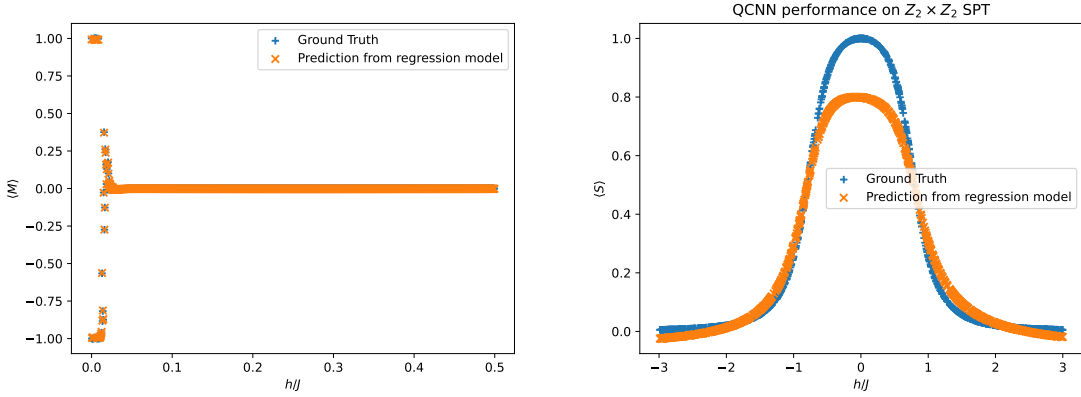 1.00
0.75
0.50
0.25
0.00
−0.25
−0.50
−0.75
−1.00
⟨M⟩
0.0 0.1 0.2 0.3 0.4 0.5
h/J
Ground Truth
Prediction from regression model
QCNN performance on Z₂ × Z₂ SPT
1.0
0.8
0.6
0.4
0.2
0.0
⟨S⟩
−3 −2 −1 0 1 2 3
h/J
Ground Truth
Prediction from regression model